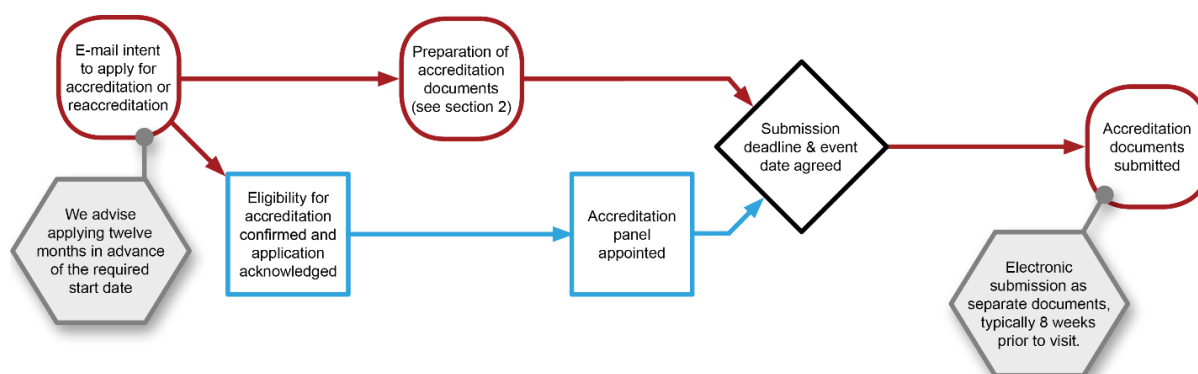 E-mail intent
to apply for
accreditation or
reaccreditation
Preparation of
accreditation
documents
(see section 2)
Submission
deadline & event
date agreed
Accreditation
documents
submitted
We advise
applying twelve
months in advance
of the required
start date
Eligibility for
accreditation
confirmed and
application
acknowledged
Accreditation
panel
appointed
Electronic
submission as
separate documents,
typically 8 weeks
prior to visit.